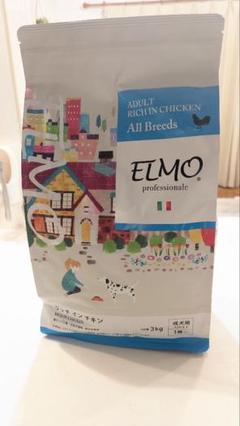 ADULT
RICH IN CHICKEN
All Breeds
ELMO®
professionale
リッチ イン チキン
3kg
成犬用